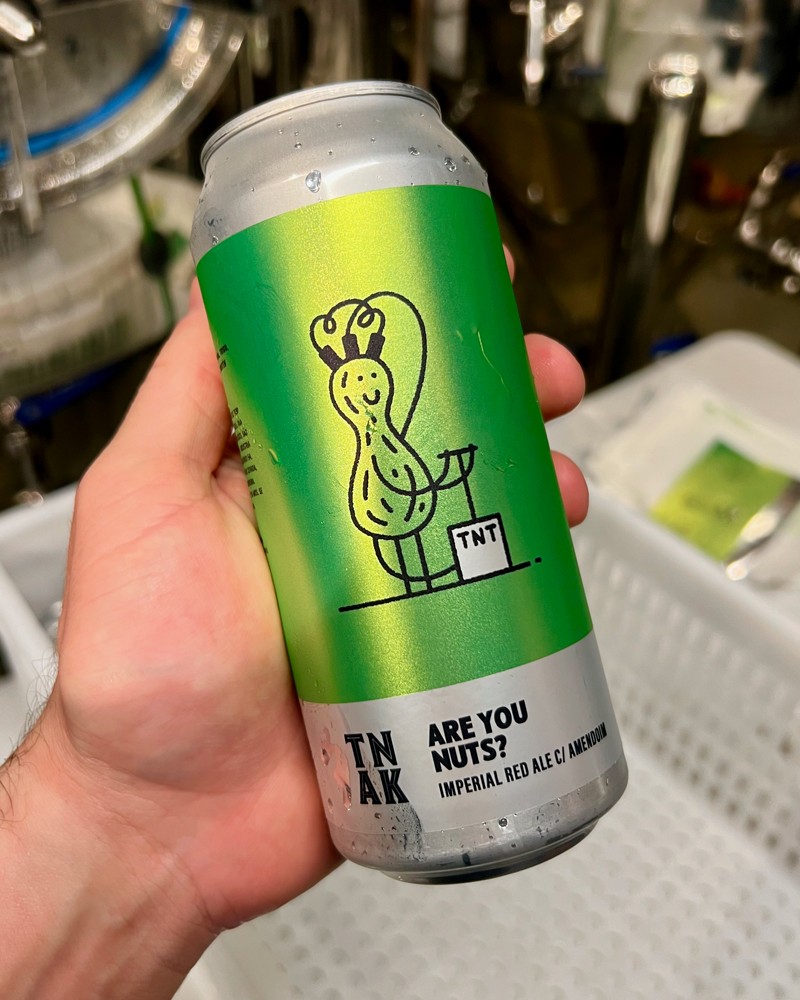 TNT
TN
AK
ARE YOU
NUTS?
IMPERIAL RED ALE C/ AMENDOIM